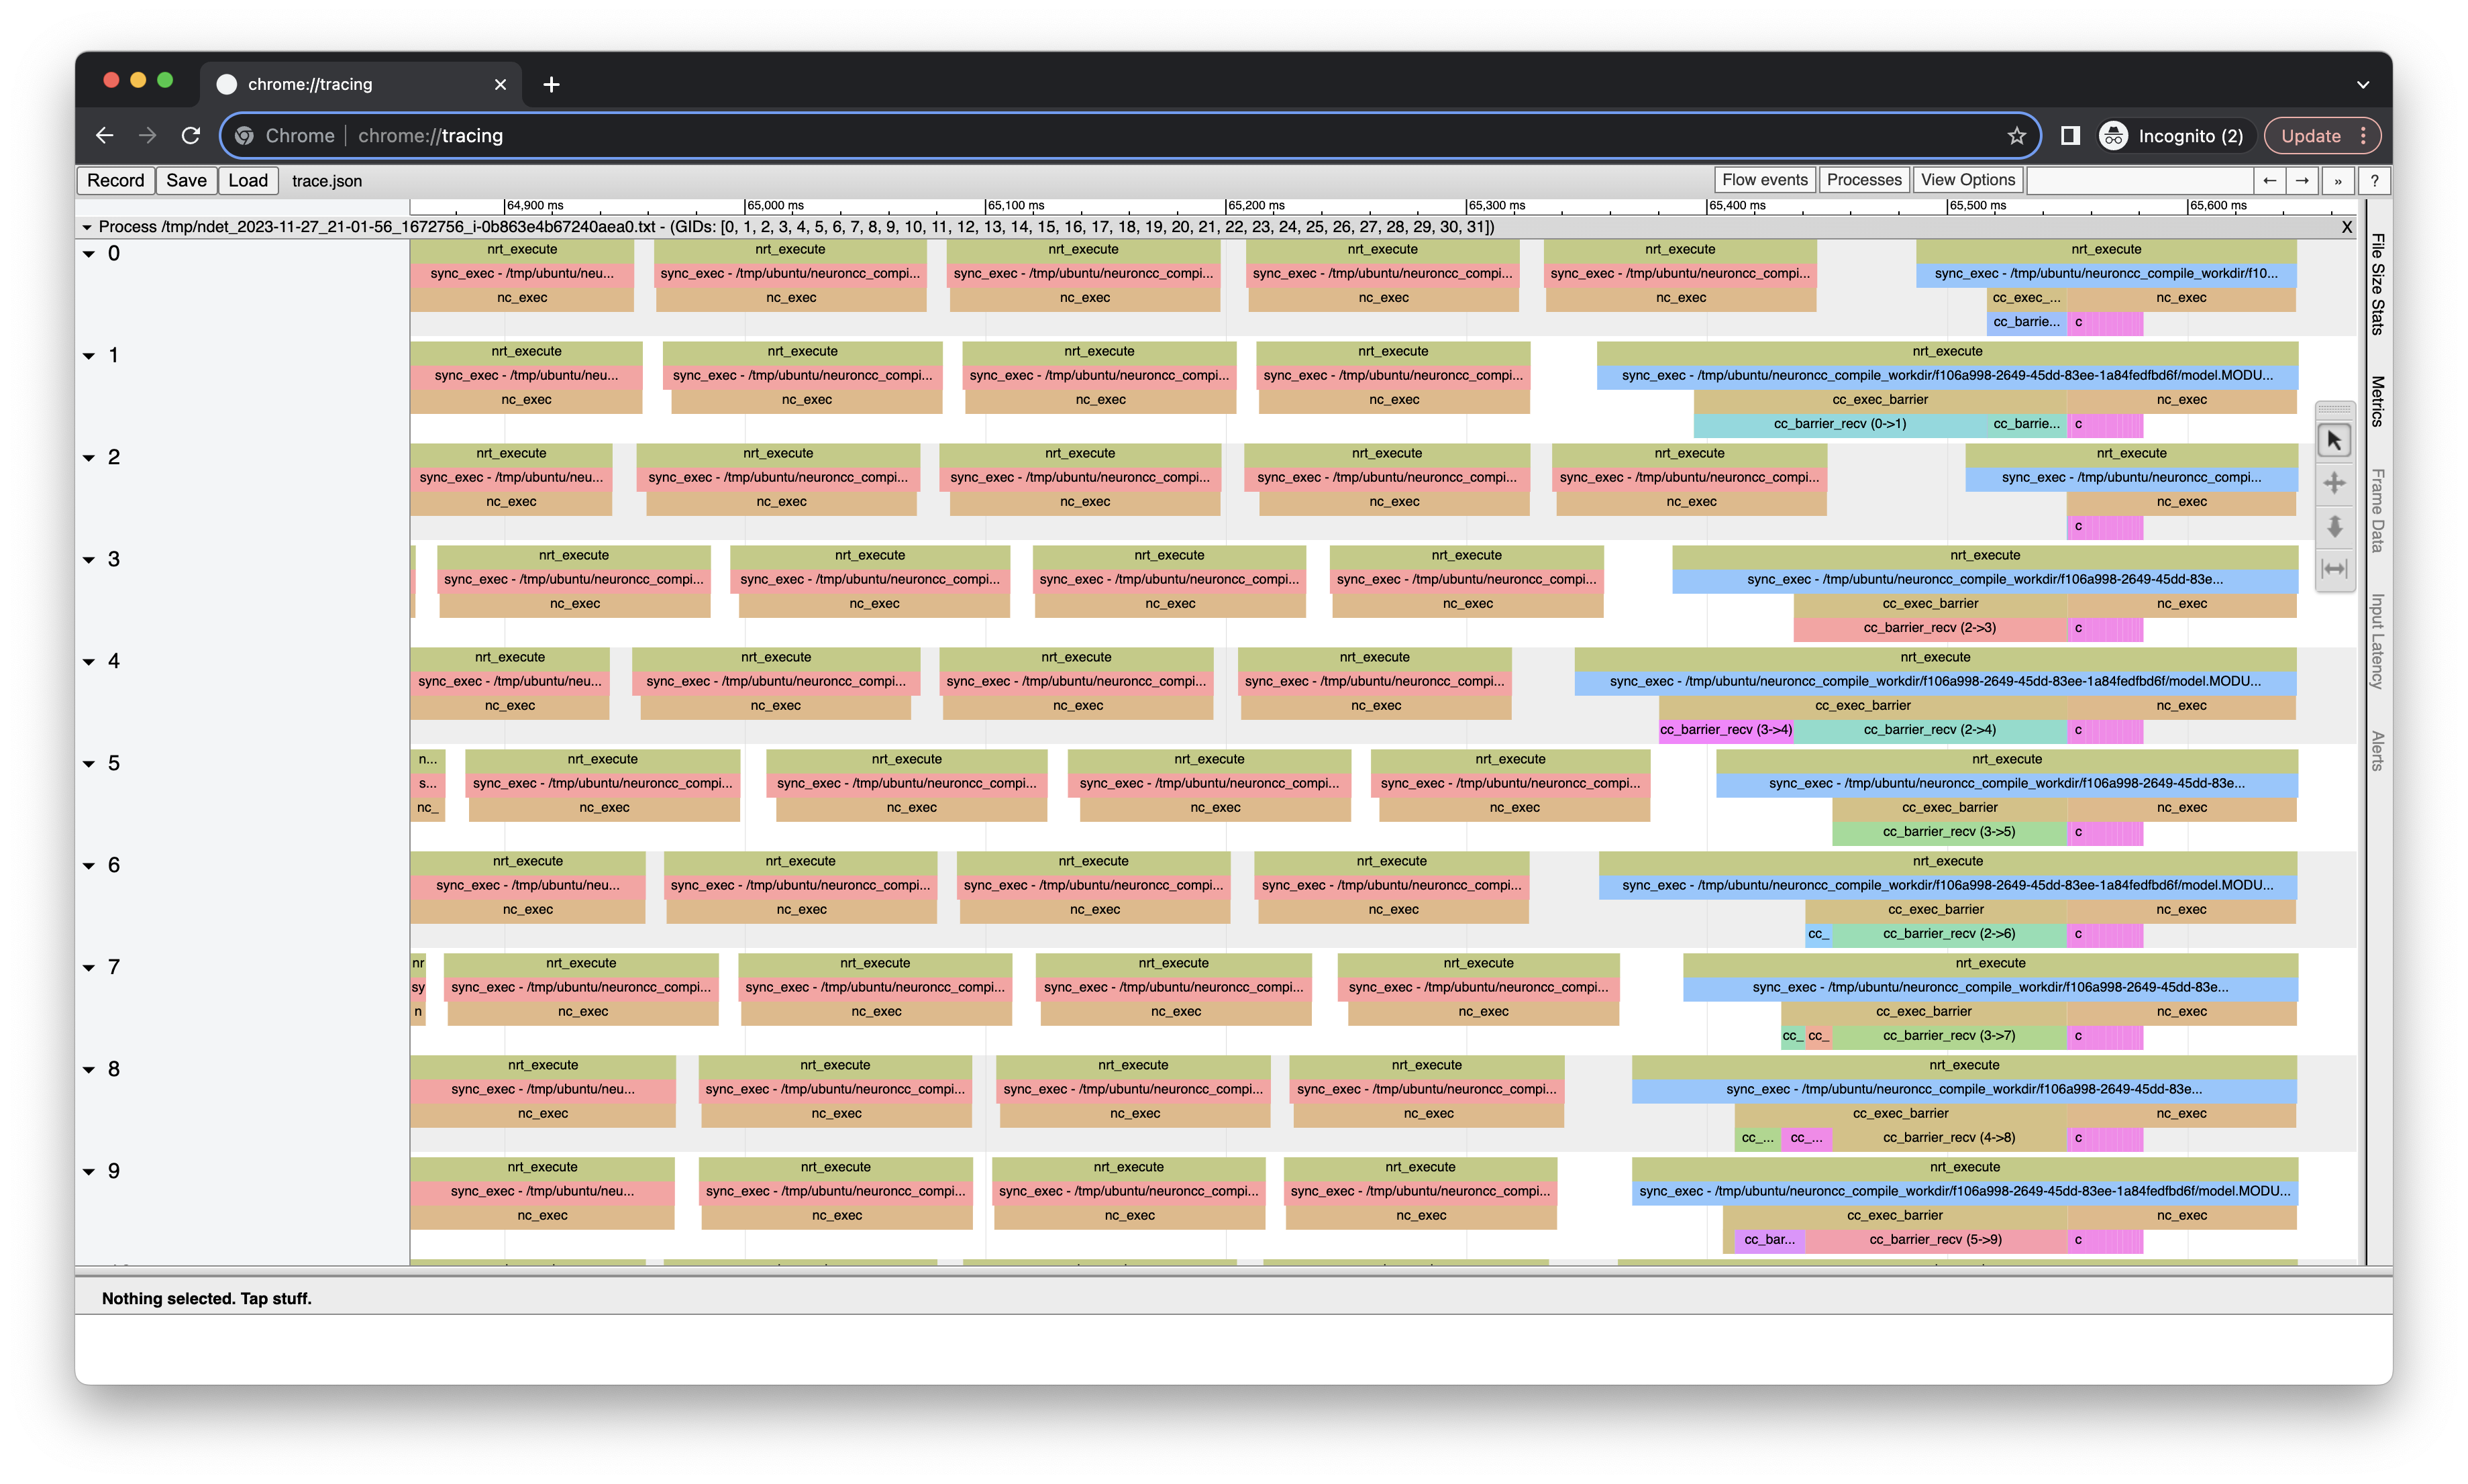 chrome://tracing
Chrome chrome://tracing Incognito (2) Update
Record Save Load trace.json Flow events Processes View Options ← → » ?
64,900 ms 65,000 ms 65,100 ms 65,200 ms 65,300 ms 65,400 ms 65,500 ms 65,600 ms
Process /tmp/ndet_2023-11-27_21-01-56_1672756_i-0b863e4b67240aea0.txt - (GIDs: [0, 1, 2, 3, 4, 5, 6, 7, 8, 9, 10, 11, 12, 13, 14, 15, 16, 17, 18, 19, 20, 21, 22, 23, 24, 25, 26, 27, 28, 29, 30, 31]) X
0 nrt_execute nrt_execute nrt_execute nrt_execute nrt_execute nrt_execute
sync_exec - /tmp/ubuntu/neu... sync_exec - /tmp/ubuntu/neuroncc_compi... sync_exec - /tmp/ubuntu/neuroncc_compi... sync_exec - /tmp/ubuntu/neuroncc_compi... sync_exec - /tmp/ubuntu/neuroncc_compi... sync_exec - /tmp/ubuntu/neuroncc_compile_workdir/f10...
nc_exec nc_exec nc_exec nc_exec nc_exec cc_exec_... nc_exec
cc_barrie... c
1 nrt_execute nrt_execute nrt_execute nrt_execute nrt_execute
sync_exec - /tmp/ubuntu/neu... sync_exec - /tmp/ubuntu/neuroncc_compi... sync_exec - /tmp/ubuntu/neuroncc_compi... sync_exec - /tmp/ubuntu/neuroncc_compi... sync_exec - /tmp/ubuntu/neuroncc_compile_workdir/f106a998-2649-45dd-83ee-1a84fedfbd6f/model.MODU...
nc_exec nc_exec nc_exec nc_exec cc_exec_barrier nc_exec
cc_barrier_recv (0->1) cc_barrie... c
2 nrt_execute nrt_execute nrt_execute nrt_execute nrt_execute nrt_execute
sync_exec - /tmp/ubuntu/neu... sync_exec - /tmp/ubuntu/neuroncc_compi... sync_exec - /tmp/ubuntu/neuroncc_compi... sync_exec - /tmp/ubuntu/neuroncc_compi... sync_exec - /tmp/ubuntu/neuroncc_compi... sync_exec - /tmp/ubuntu/neuroncc_compi...
nc_exec nc_exec nc_exec nc_exec nc_exec nc_exec
c
3 nrt_execute nrt_execute nrt_execute nrt_execute nrt_execute
sync_exec - /tmp/ubuntu/neuroncc_compi... sync_exec - /tmp/ubuntu/neuroncc_compi... sync_exec - /tmp/ubuntu/neuroncc_compi... sync_exec - /tmp/ubuntu/neuroncc_compi... sync_exec - /tmp/ubuntu/neuroncc_compile_workdir/f106a998-2649-45dd-83e...
nc_exec nc_exec nc_exec nc_exec cc_exec_barrier nc_exec
cc_barrier_recv (2->3) c
4 nrt_execute nrt_execute nrt_execute nrt_execute nrt_execute
sync_exec - /tmp/ubuntu/neu... sync_exec - /tmp/ubuntu/neuroncc_compi... sync_exec - /tmp/ubuntu/neuroncc_compi... sync_exec - /tmp/ubuntu/neuroncc_compi... sync_exec - /tmp/ubuntu/neuroncc_compile_workdir/f106a998-2649-45dd-83ee-1a84fedfbd6f/model.MODU...
nc_exec nc_exec nc_exec nc_exec cc_exec_barrier nc_exec
cc_barrier_recv (3->4) cc_barrier_recv (2->4) c
5 n... nrt_execute nrt_execute nrt_execute nrt_execute nrt_execute
s... sync_exec - /tmp/ubuntu/neuroncc_compi... sync_exec - /tmp/ubuntu/neuroncc_compi... sync_exec - /tmp/ubuntu/neuroncc_compi... sync_exec - /tmp/ubuntu/neuroncc_compi... sync_exec - /tmp/ubuntu/neuroncc_compile_workdir/f106a998-2649-45dd-83e...
nc_ nc_exec nc_exec nc_exec nc_exec cc_exec_barrier nc_exec
cc_barrier_recv (3->5) c
6 nrt_execute nrt_execute nrt_execute nrt_execute nrt_execute
sync_exec - /tmp/ubuntu/neu... sync_exec - /tmp/ubuntu/neuroncc_compi... sync_exec - /tmp/ubuntu/neuroncc_compi... sync_exec - /tmp/ubuntu/neuroncc_compi... sync_exec - /tmp/ubuntu/neuroncc_compile_workdir/f106a998-2649-45dd-83ee-1a84fedfbd6f/model.MODU...
nc_exec nc_exec nc_exec nc_exec cc_exec_barrier nc_exec
cc_ cc_barrier_recv (2->6) c
7 nr nrt_execute nrt_execute nrt_execute nrt_execute nrt_execute
sy sync_exec - /tmp/ubuntu/neuroncc_compi... sync_exec - /tmp/ubuntu/neuroncc_compi... sync_exec - /tmp/ubuntu/neuroncc_compi... sync_exec - /tmp/ubuntu/neuroncc_compi... sync_exec - /tmp/ubuntu/neuroncc_compile_workdir/f106a998-2649-45dd-83e...
n nc_exec nc_exec nc_exec nc_exec cc_exec_barrier nc_exec
cc_ cc_ cc_barrier_recv (3->7) c
8 nrt_execute nrt_execute nrt_execute nrt_execute nrt_execute
sync_exec - /tmp/ubuntu/neu... sync_exec - /tmp/ubuntu/neuroncc_compi... sync_exec - /tmp/ubuntu/neuroncc_compi... sync_exec - /tmp/ubuntu/neuroncc_compi... sync_exec - /tmp/ubuntu/neuroncc_compile_workdir/f106a998-2649-45dd-83e...
nc_exec nc_exec nc_exec nc_exec cc_exec_barrier nc_exec
cc_... cc_... cc_barrier_recv (4->8) c
9 nrt_execute nrt_execute nrt_execute nrt_execute nrt_execute
sync_exec - /tmp/ubuntu/neu... sync_exec - /tmp/ubuntu/neuroncc_compi... sync_exec - /tmp/ubuntu/neuroncc_compi... sync_exec - /tmp/ubuntu/neuroncc_compi... sync_exec - /tmp/ubuntu/neuroncc_compile_workdir/f106a998-2649-45dd-83ee-1a84fedfbd6f/model.MODU...
nc_exec nc_exec nc_exec nc_exec cc_exec_barrier nc_exec
cc_bar... cc_barrier_recv (5->9) c
File Size Stats
Metrics
Frame Data
Input Latency
Alerts
Nothing selected. Tap stuff.